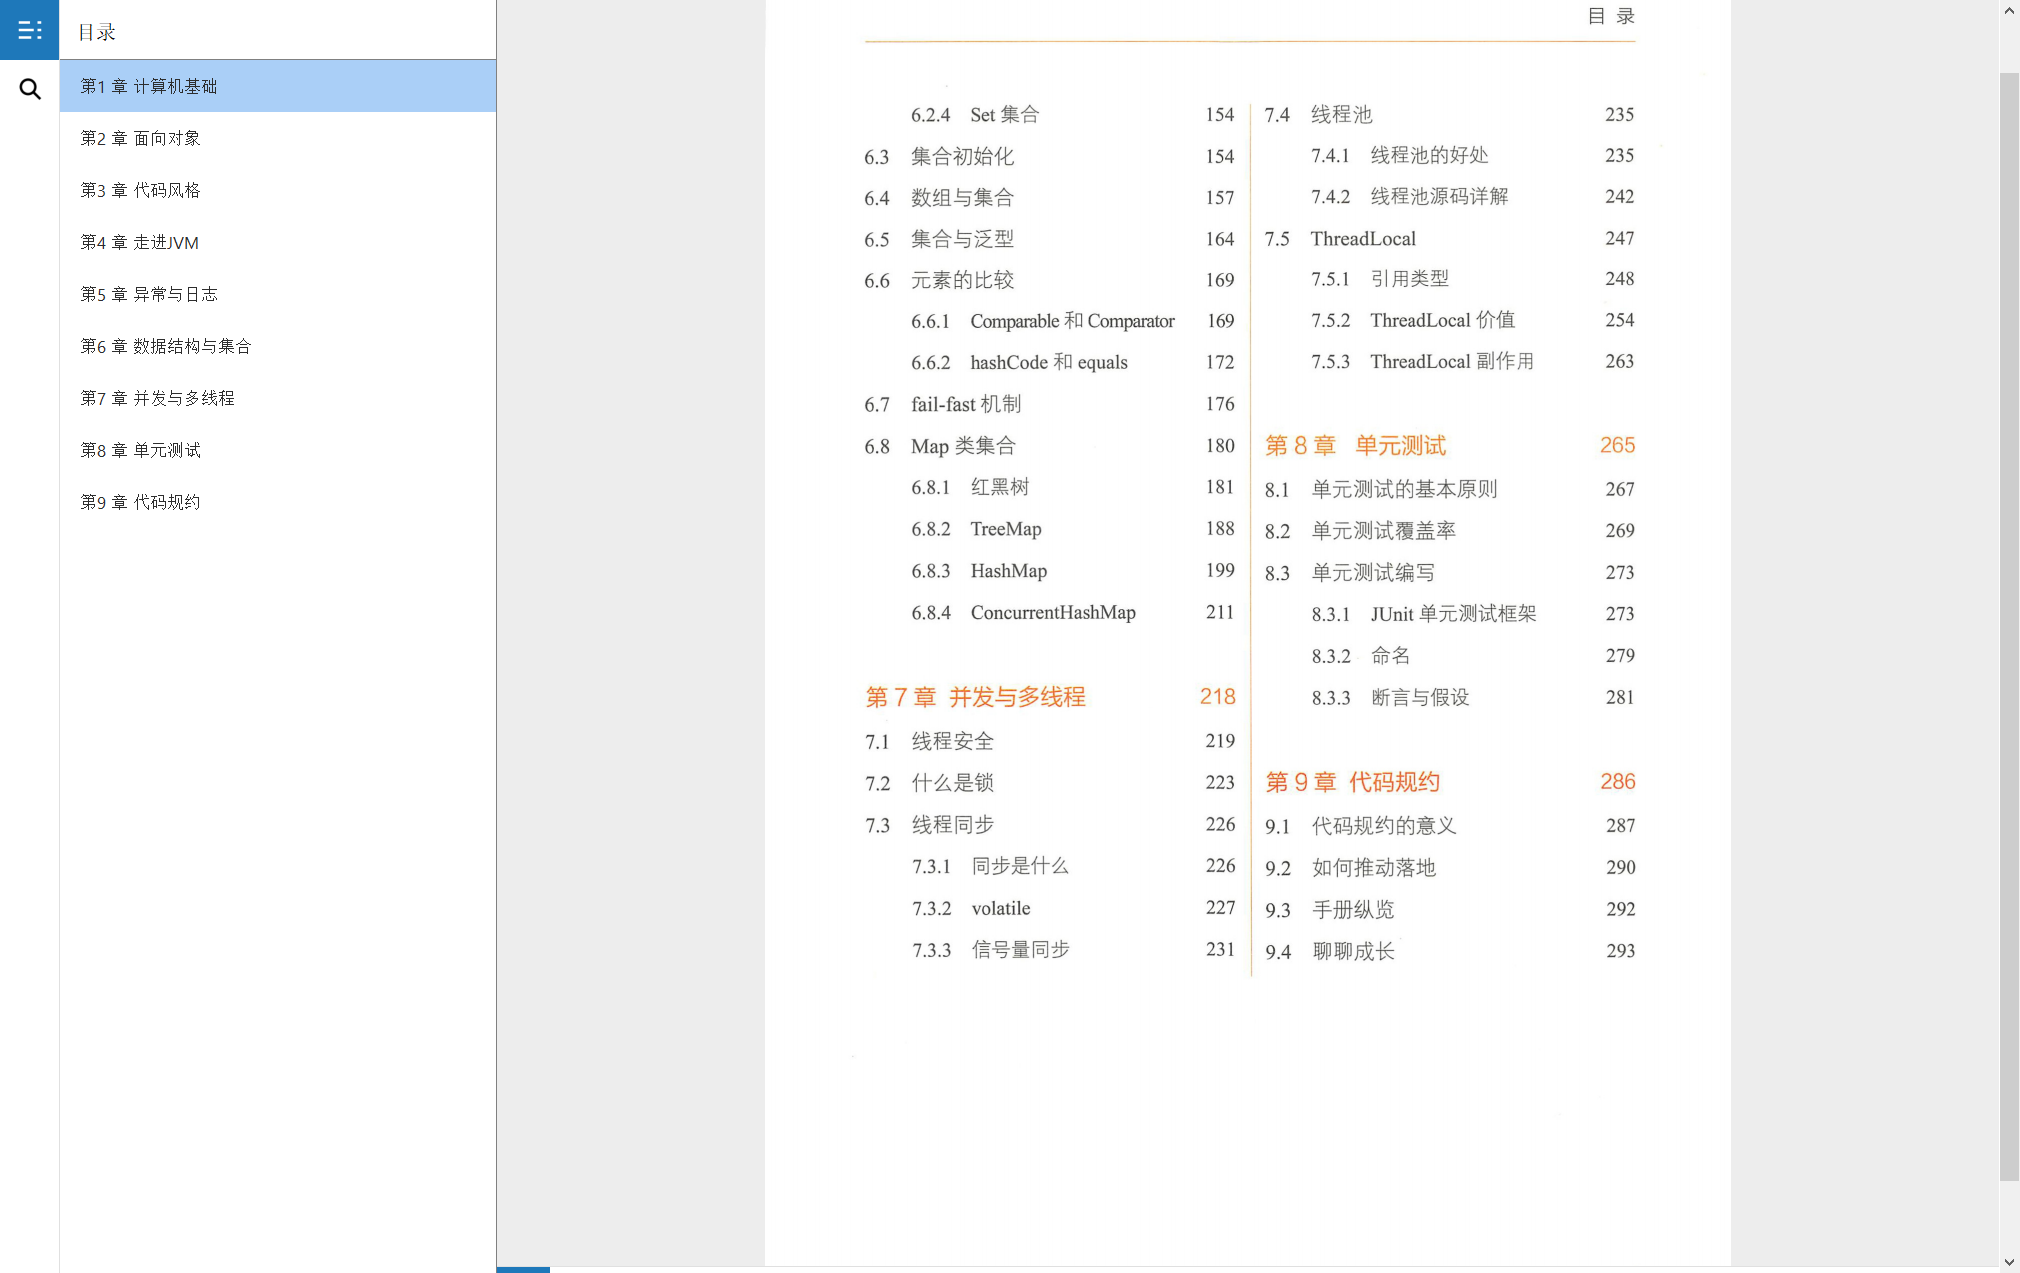 目录
第1 章 计算机基础
第2 章 面向对象
第3 章 代码风格
第4 章 走进JVM
第5 章 异常与日志
第6 章 数据结构与集合
第7 章 并发与多线程
第8 章 单元测试
第9 章 代码规约
目 录
6.2.4 Set 集合 154
6.3 集合初始化 154
6.4 数组与集合 157
6.5 集合与泛型 164
6.6 元素的比较 169
6.6.1 Comparable 和 Comparator 169
6.6.2 hashCode 和 equals 172
6.7 fail-fast 机制 176
6.8 Map 类集合 180
6.8.1 红黑树 181
6.8.2 TreeMap 188
6.8.3 HashMap 199
6.8.4 ConcurrentHashMap 211
第 7 章 并发与多线程 218
7.1 线程安全 219
7.2 什么是锁 223
7.3 线程同步 226
7.3.1 同步是什么 226
7.3.2 volatile 227
7.3.3 信号量同步 231
7.4 线程池 235
7.4.1 线程池的好处 235
7.4.2 线程池源码详解 242
7.5 ThreadLocal 247
7.5.1 引用类型 248
7.5.2 ThreadLocal 价值 254
7.5.3 ThreadLocal 副作用 263
第 8 章 单元测试 265
8.1 单元测试的基本原则 267
8.2 单元测试覆盖率 269
8.3 单元测试编写 273
8.3.1 JUnit 单元测试框架 273
8.3.2 命名 279
8.3.3 断言与假设 281
第 9 章 代码规约 286
9.1 代码规约的意义 287
9.2 如何推动落地 290
9.3 手册纵览 292
9.4 聊聊成长 293